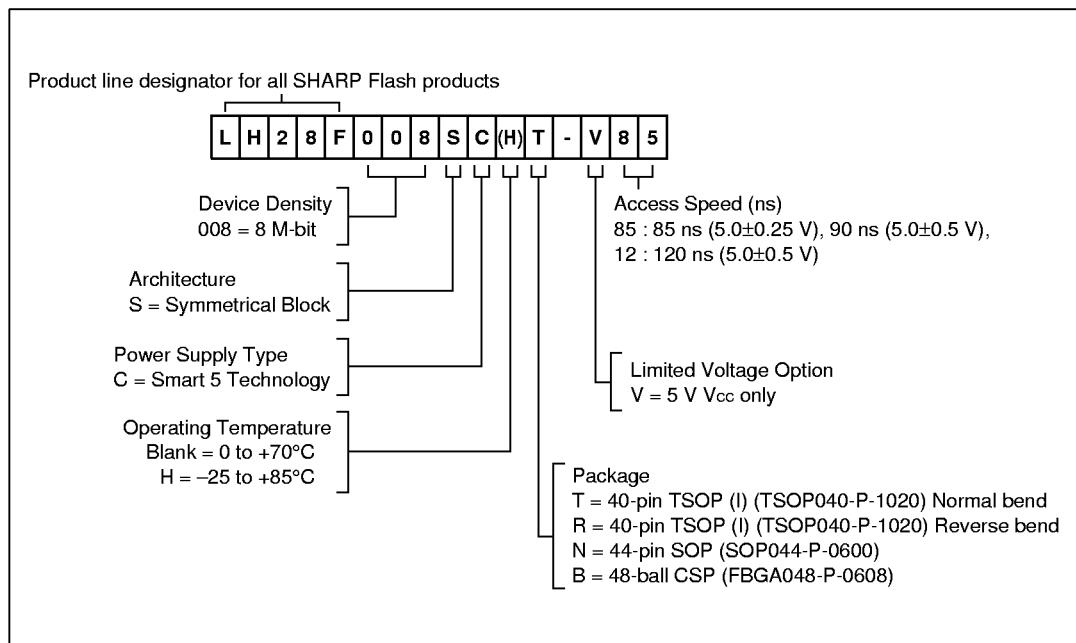 Product line designator for all SHARP Flash products
L H 2 8 F 0 0 8 S C (H) T - V 8 5
Device Density
008 = 8 M-bit
Access Speed (ns)
85 : 85 ns (5.0±0.25 V), 90 ns (5.0±0.5 V),
12 : 120 ns (5.0±0.5 V)
Architecture
S = Symmetrical Block
Power Supply Type
C = Smart 5 Technology
Limited Voltage Option
V = 5 V VCC only
Operating Temperature
Blank = 0 to +70°C
H = –25 to +85°C
Package
T = 40-pin TSOP (I) (TSOP040-P-1020) Normal bend
R = 40-pin TSOP (I) (TSOP040-P-1020) Reverse bend
N = 44-pin SOP (SOP044-P-0600)
B = 48-ball CSP (FBGA048-P-0608)